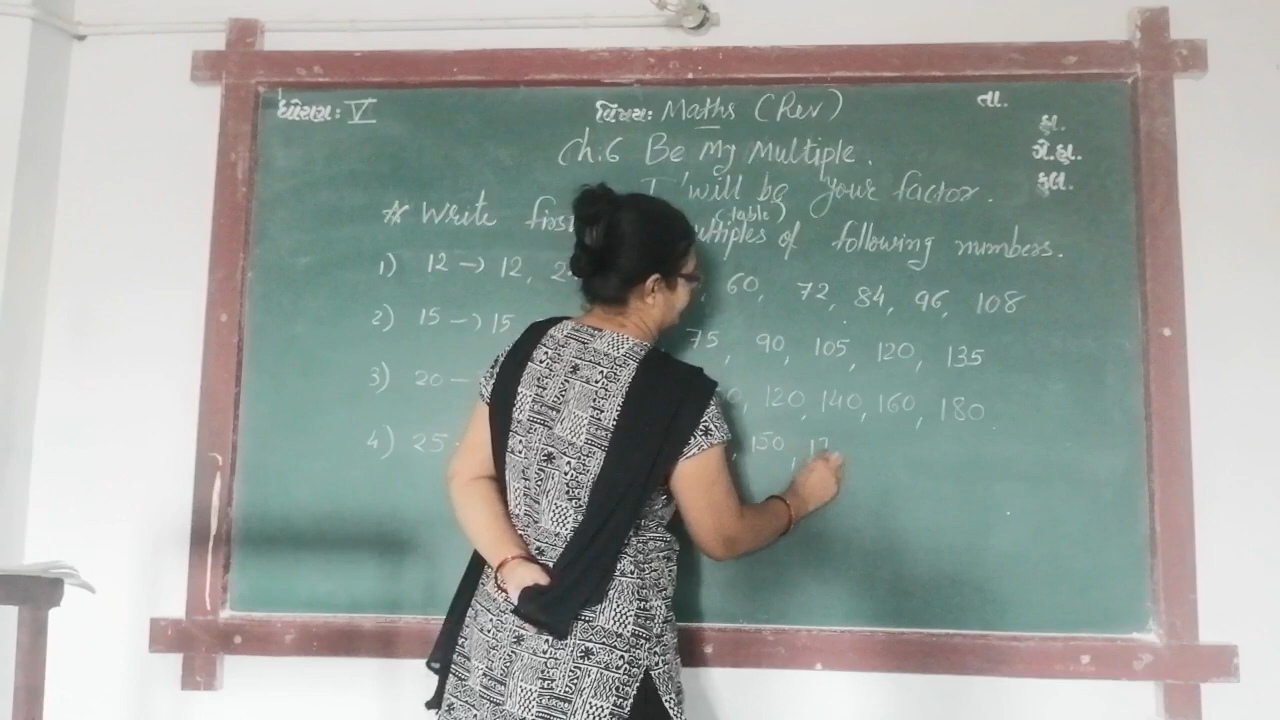 ધોરણ: V
વિષય: Maths (Rev)
તા.
Ch.6 Be My Multiple.
I'will be Your factor.
હા.
ગે.હા.
કુલ.
* Write (table) of following numbers.
1) 12 → 12, 60, 72, 84, 96, 108
2) 15 → 15 75, 90, 105, 120, 135
3) 20 120, 140, 160, 180
4) 25 150,